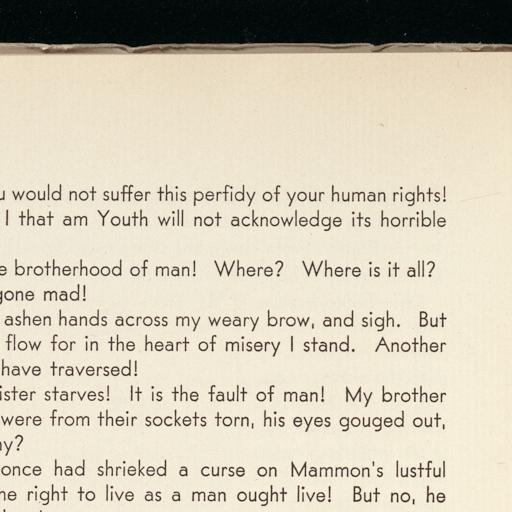 would not suffer this perfidy of your human rights!
I that am Youth will not acknowledge its horrible
brotherhood of man! Where? Where is it all?
gone mad!
ashen hands across my weary brow, and sigh. But
flow for in the heart of misery I stand. Another
have traversed!
ister starves! It is the fault of man! My brother
were from their sockets torn, his eyes gouged out,
once had shrieked a curse on Mammon's lustful
right to live as a man ought live! But no, he